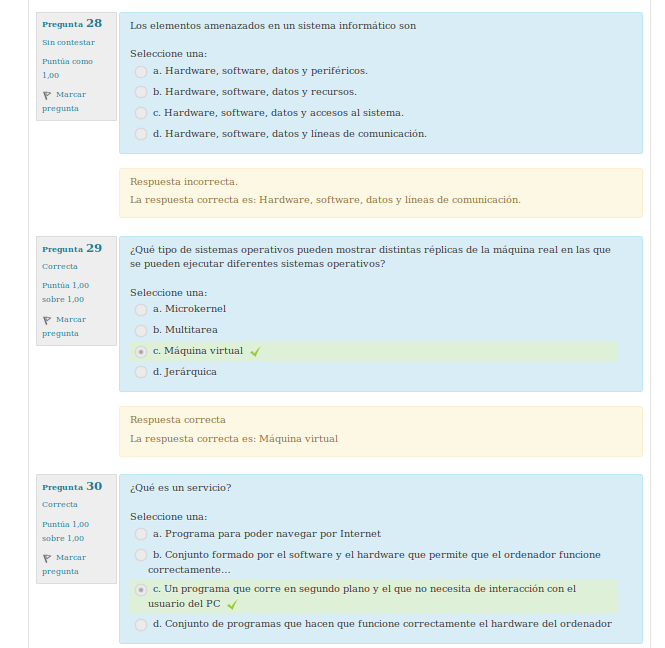 Pregunta 28
Sin contestar
Puntúa como
1,00
Marcar
pregunta
Los elementos amenazados en un sistema informático son
Seleccione una:
a. Hardware, software, datos y periféricos.
b. Hardware, software, datos y recursos.
c. Hardware, software, datos y accesos al sistema.
d. Hardware, software, datos y líneas de comunicación.
Respuesta incorrecta.
La respuesta correcta es: Hardware, software, datos y líneas de comunicación.
Pregunta 29
Correcta
Puntúa 1,00
sobre 1,00
Marcar
pregunta
¿Qué tipo de sistemas operativos pueden mostrar distintas réplicas de la máquina real en las que
se pueden ejecutar diferentes sistemas operativos?
Seleccione una:
a. Microkernel
b. Multitarea
c. Máquina virtual
d. Jerárquica
Respuesta correcta
La respuesta correcta es: Máquina virtual
Pregunta 30
Correcta
Puntúa 1,00
sobre 1,00
Marcar
pregunta
¿Qué es un servicio?
Seleccione una:
a. Programa para poder navegar por Internet
b. Conjunto formado por el software y el hardware que permite que el ordenador funcione
correctamente...
c. Un programa que corre en segundo plano y el que no necesita de interacción con el
usuario del PC
d. Conjunto de programas que hacen que funcione correctamente el hardware del ordenador